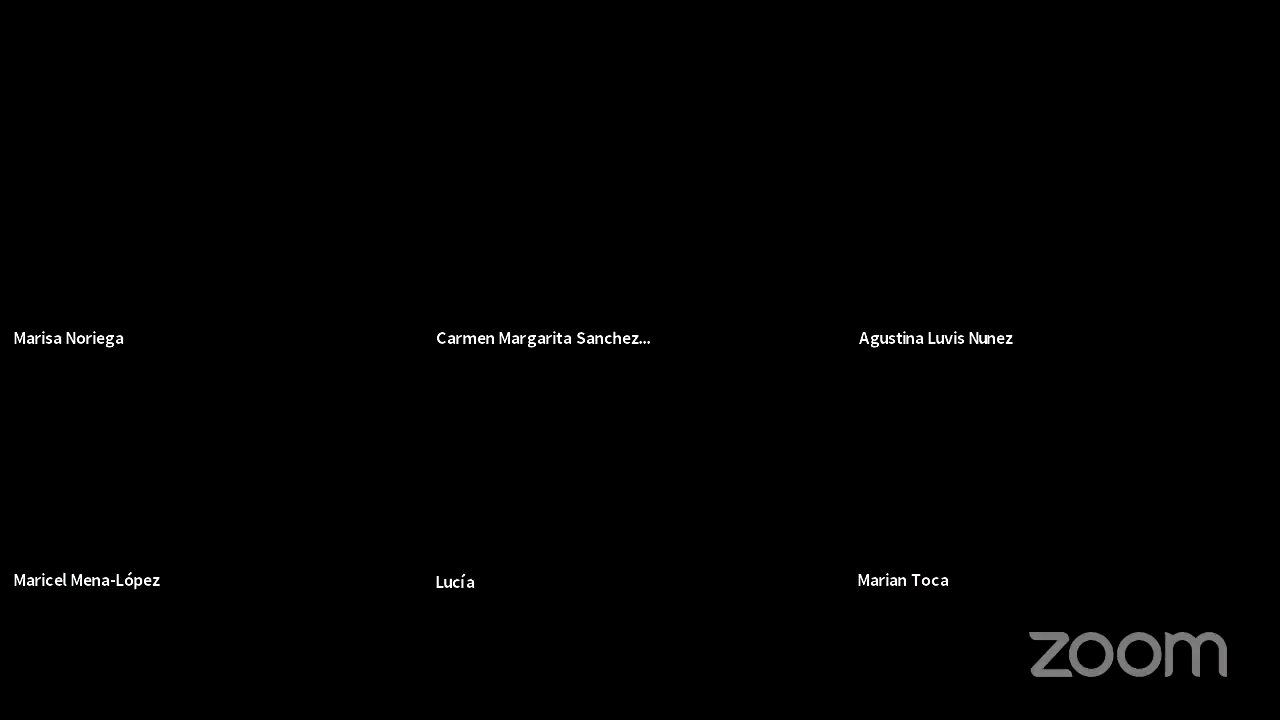 Marisa Noriega
Carmen Margarita Sanchez...
Agustina Luvis Nunez
Maricel Mena-López
Lucía
Marian Toca
zoom